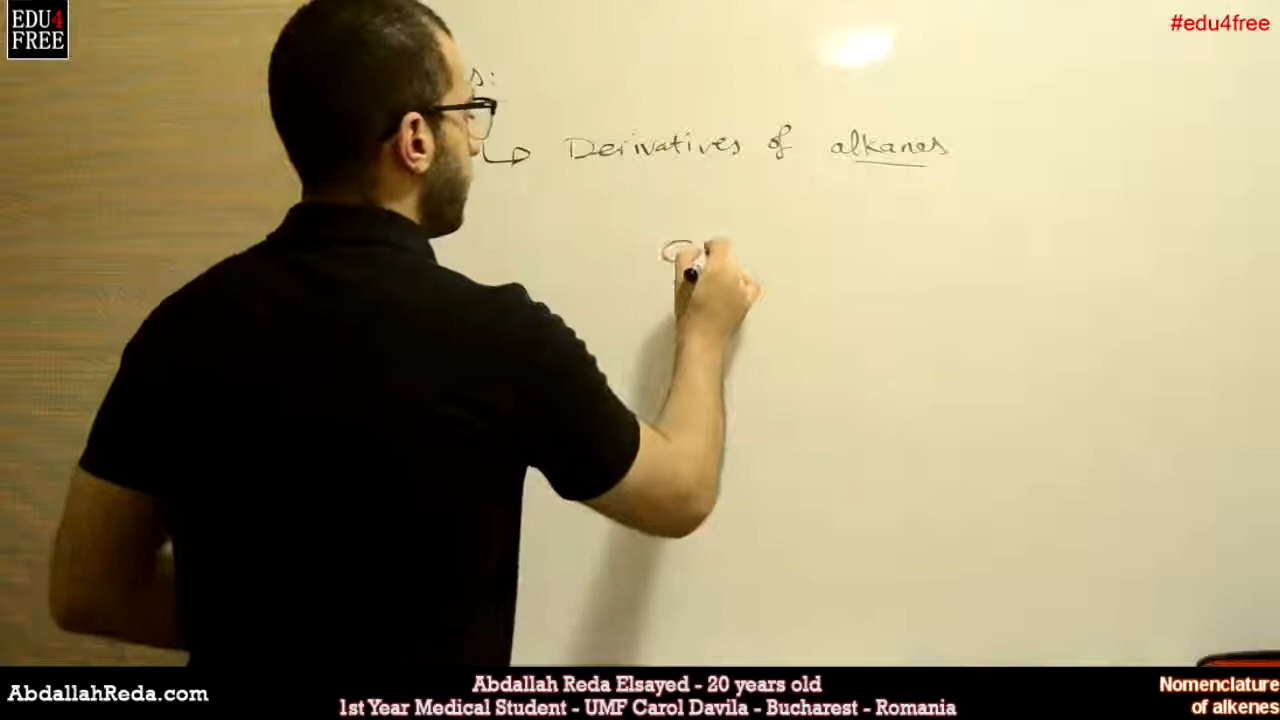 EDU4
FREE
#edu4free
s:
Derivatives of alkanes
AbdallahReda.com
Abdallah Reda Elsayed - 20 years old
1st Year Medical Student - UMF Carol Davila - Bucharest - Romania
Nomenclature
of alkenes